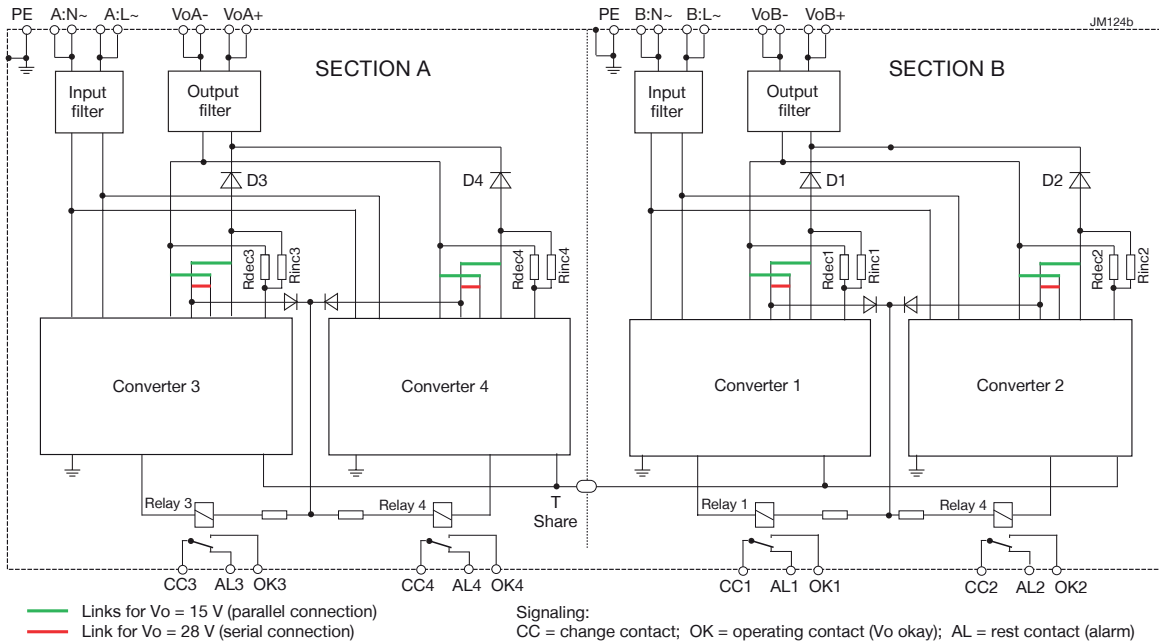 PE A:N~ A:L~ VoA- VoA+ PE B:N~ B:L~ VoB- VoB+
JM124b
SECTION A SECTION B
Input filter
Output filter
Input filter
Output filter
D3 D4 D1 D2
Rdec3 Rinc3 Rdec4 Rinc4 Rdec1 Rinc1 Rdec2 Rinc2
Converter 3 Converter 4 Converter 1 Converter 2
Relay 3 Relay 4 T Share Relay 1 Relay 4
CC3 AL3 OK3 CC4 AL4 OK4 CC1 AL1 OK1 CC2 AL2 OK2
Links for Vo = 15 V (parallel connection)
Link for Vo = 28 V (serial connection)
Signaling:
CC = change contact; OK = operating contact (Vo okay); AL = rest contact (alarm)